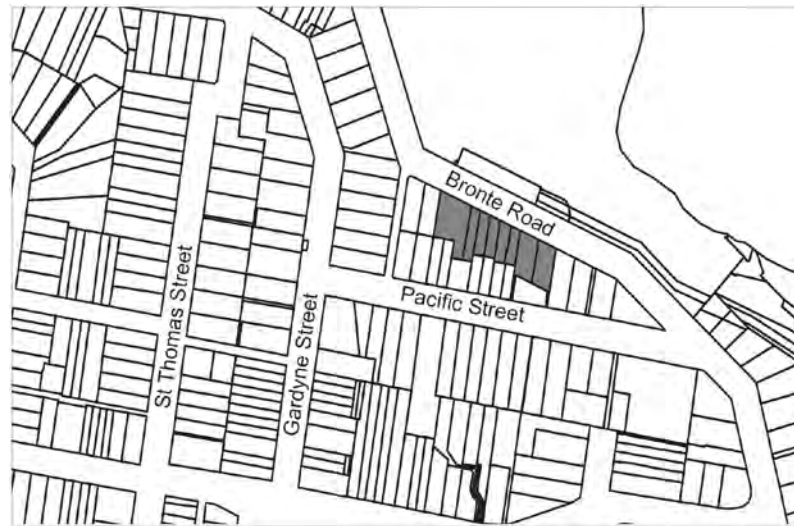 Bronte Road
Pacific Street
St Thomas Street
Gardyne Street